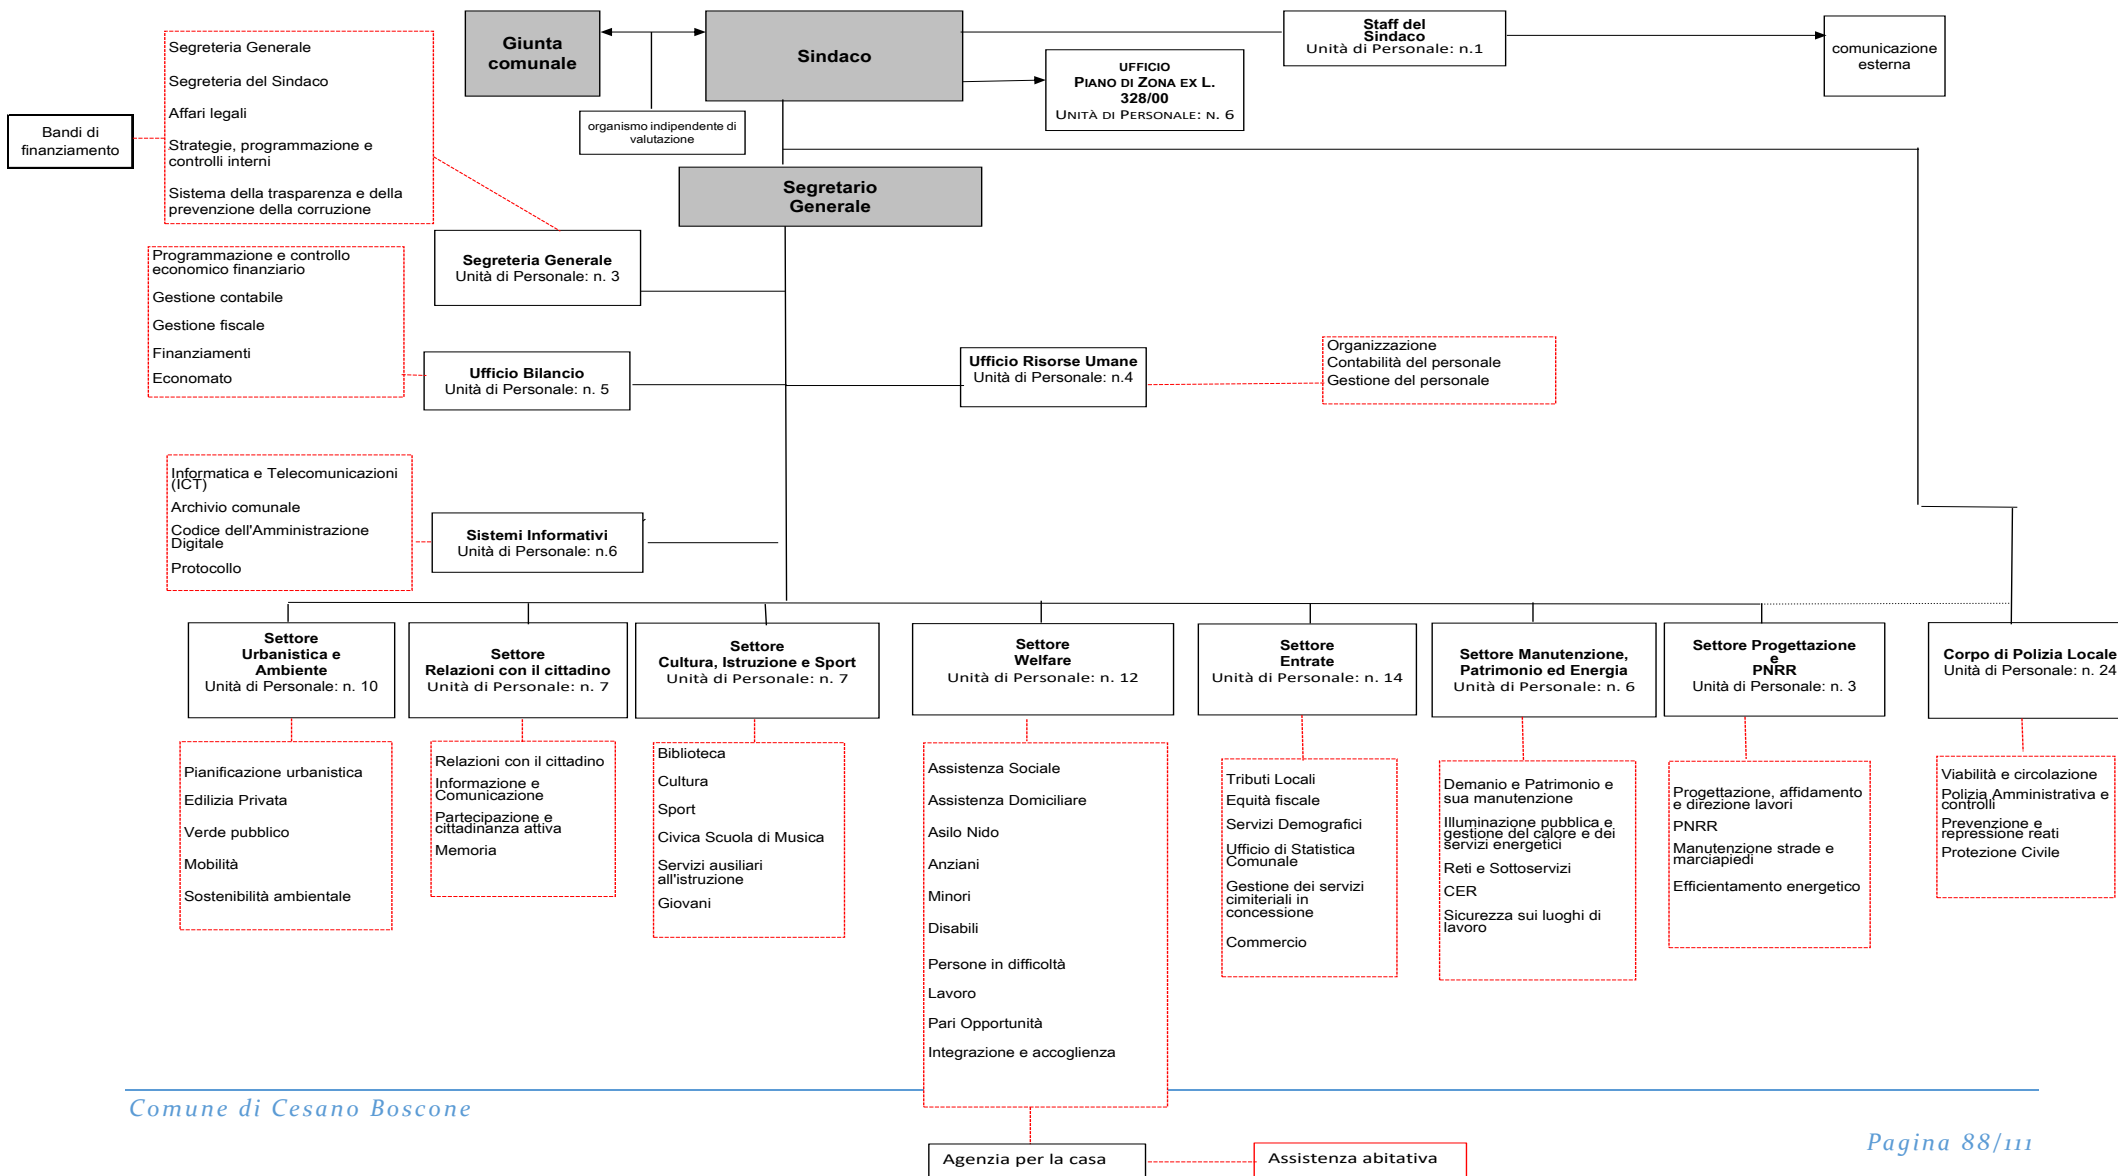 Giunta
comunale
Sindaco
Staff del
Sindaco
Unità di Personale: n.1
comunicazione
esterna
UFFICIO
PIANO DI ZONA EX L.
328/00
UNITÀ DI PERSONALE: N. 6
organismo indipendente di
valutazione
Segretario
Generale
Bandi di
finanziamento
Segreteria Generale
Segreteria del Sindaco
Affari legali
Strategie, programmazione e
controlli interni
Sistema della trasparenza e della
prevenzione della corruzione
Segreteria Generale
Unità di Personale: n. 3
Programmazione e controllo
economico finanziario
Gestione contabile
Gestione fiscale
Finanziamenti
Economato
Ufficio Bilancio
Unità di Personale: n. 5
Ufficio Risorse Umane
Unità di Personale: n.4
Organizzazione
Contabilità del personale
Gestione del personale
Informatica e Telecomunicazioni
(ICT)
Archivio comunale
Codice dell'Amministrazione
Digitale
Protocollo
Sistemi Informativi
Unità di Personale: n.6
Settore
Urbanistica e
Ambiente
Unità di Personale: n. 10
Settore
Relazioni con il cittadino
Unità di Personale: n. 7
Settore
Cultura, Istruzione e Sport
Unità di Personale: n. 7
Settore
Welfare
Unità di Personale: n. 12
Settore
Entrate
Unità di Personale: n. 14
Settore Manutenzione,
Patrimonio ed Energia
Unità di Personale: n. 6
Settore Progettazione
e
PNRR
Unità di Personale: n. 3
Corpo di Polizia Locale
Unità di Personale: n. 24
Pianificazione urbanistica
Edilizia Privata
Verde pubblico
Mobilità
Sostenibilità ambientale
Relazioni con il cittadino
Informazione e
Comunicazione
Partecipazione e
cittadinanza attiva
Memoria
Biblioteca
Cultura
Sport
Civica Scuola di Musica
Servizi ausiliari
all'istruzione
Giovani
Assistenza Sociale
Assistenza Domiciliare
Asilo Nido
Anziani
Minori
Disabili
Persone in difficoltà
Lavoro
Pari Opportunità
Integrazione e accoglienza
Tributi Locali
Equità fiscale
Servizi Demografici
Ufficio di Statistica
Comunale
Gestione dei servizi
cimiteriali in
concessione
Commercio
Demanio e Patrimonio e
sua manutenzione
Illuminazione pubblica e
gestione del calore e dei
servizi energetici
Reti e Sottoservizi
CER
Sicurezza sui luoghi di
lavoro
Progettazione, affidamento
e direzione lavori
PNRR
Manutenzione strade e
marciapiedi
Efficientamento energetico
Viabilità e circolazione
Polizia Amministrativa e
controlli
Prevenzione e
repressione reati
Protezione Civile
Comune di Cesano Boscone
Agenzia per la casa
Assistenza abitativa
Pagina 88/111